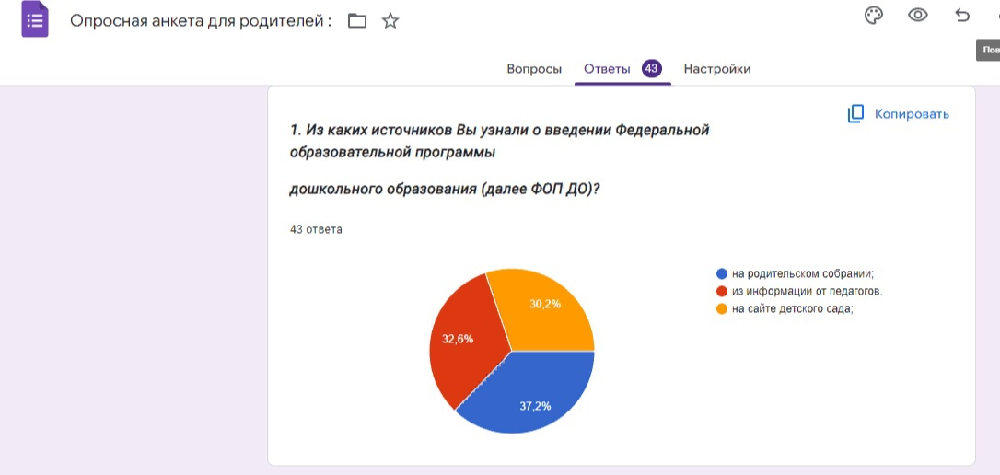 Опросная анкета для родителей :
Пов
Вопросы Ответы 43 Настройки
Копировать
1. Из каких источников Вы узнали о введении Федеральной
образовательной программы
дошкольного образования (далее ФОП ДО)?
43 ответа
на родительском собрании;
из информации от педагогов.
на сайте детского сада;
30,2%
32,6%
37,2%